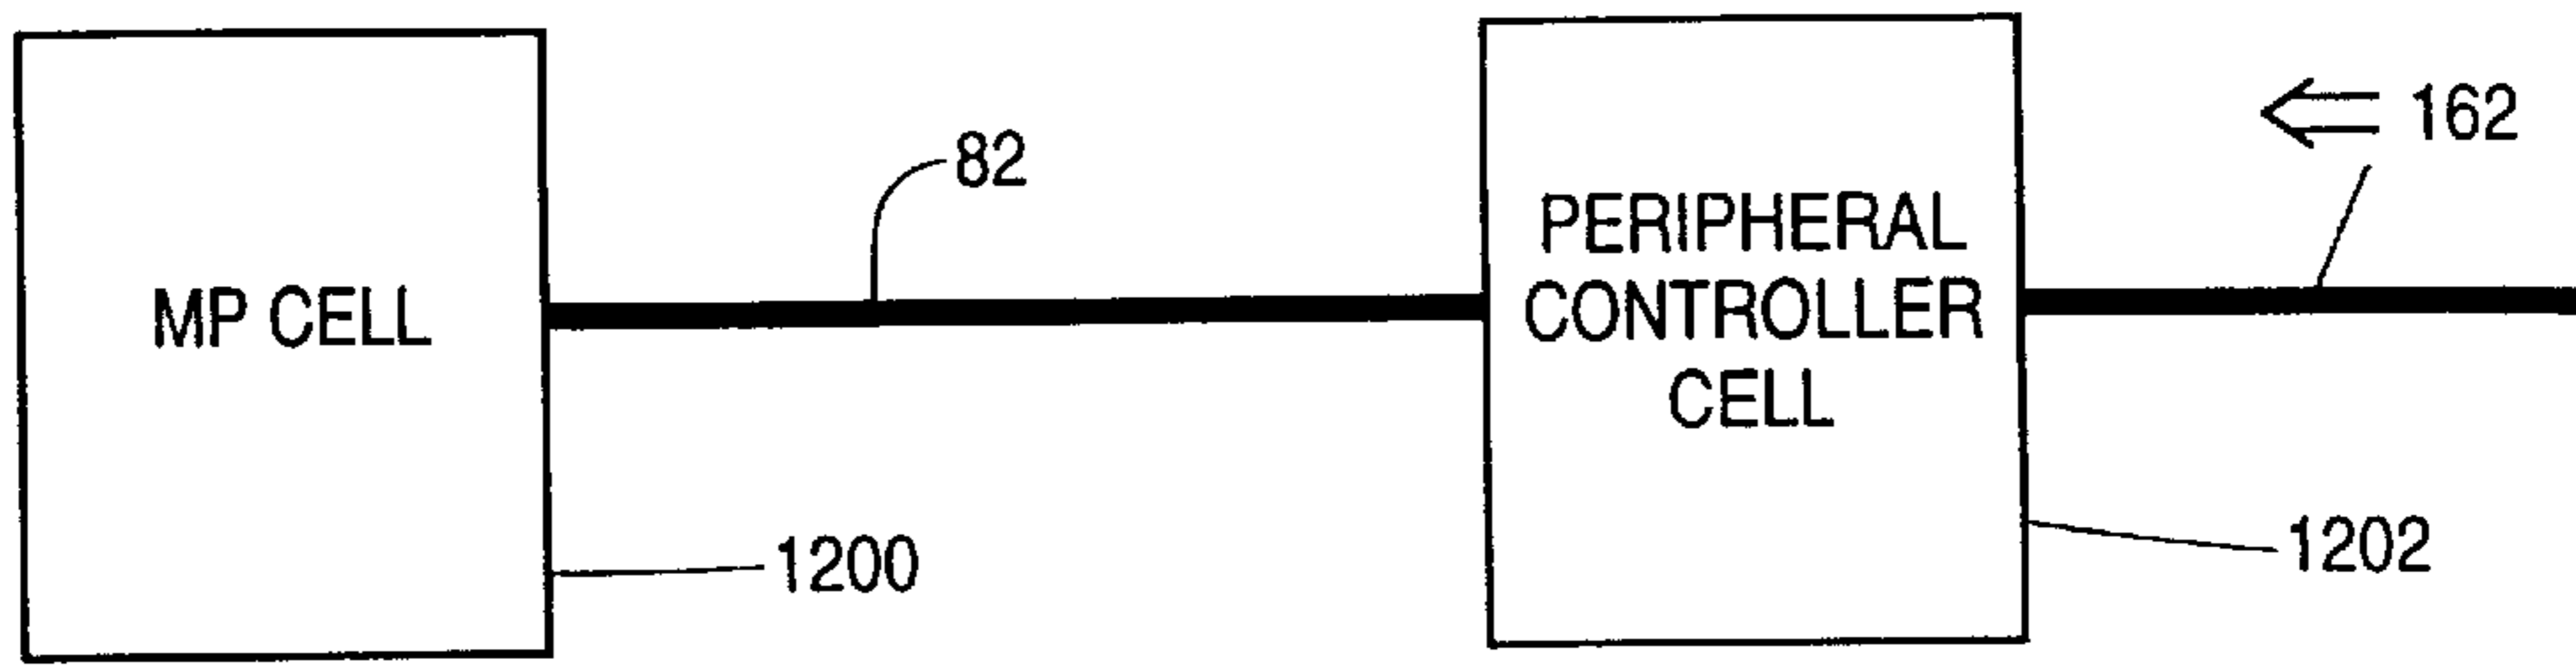 162
82
PERIPHERAL
CONTROLLER
CELL
MP CELL
1200
1202